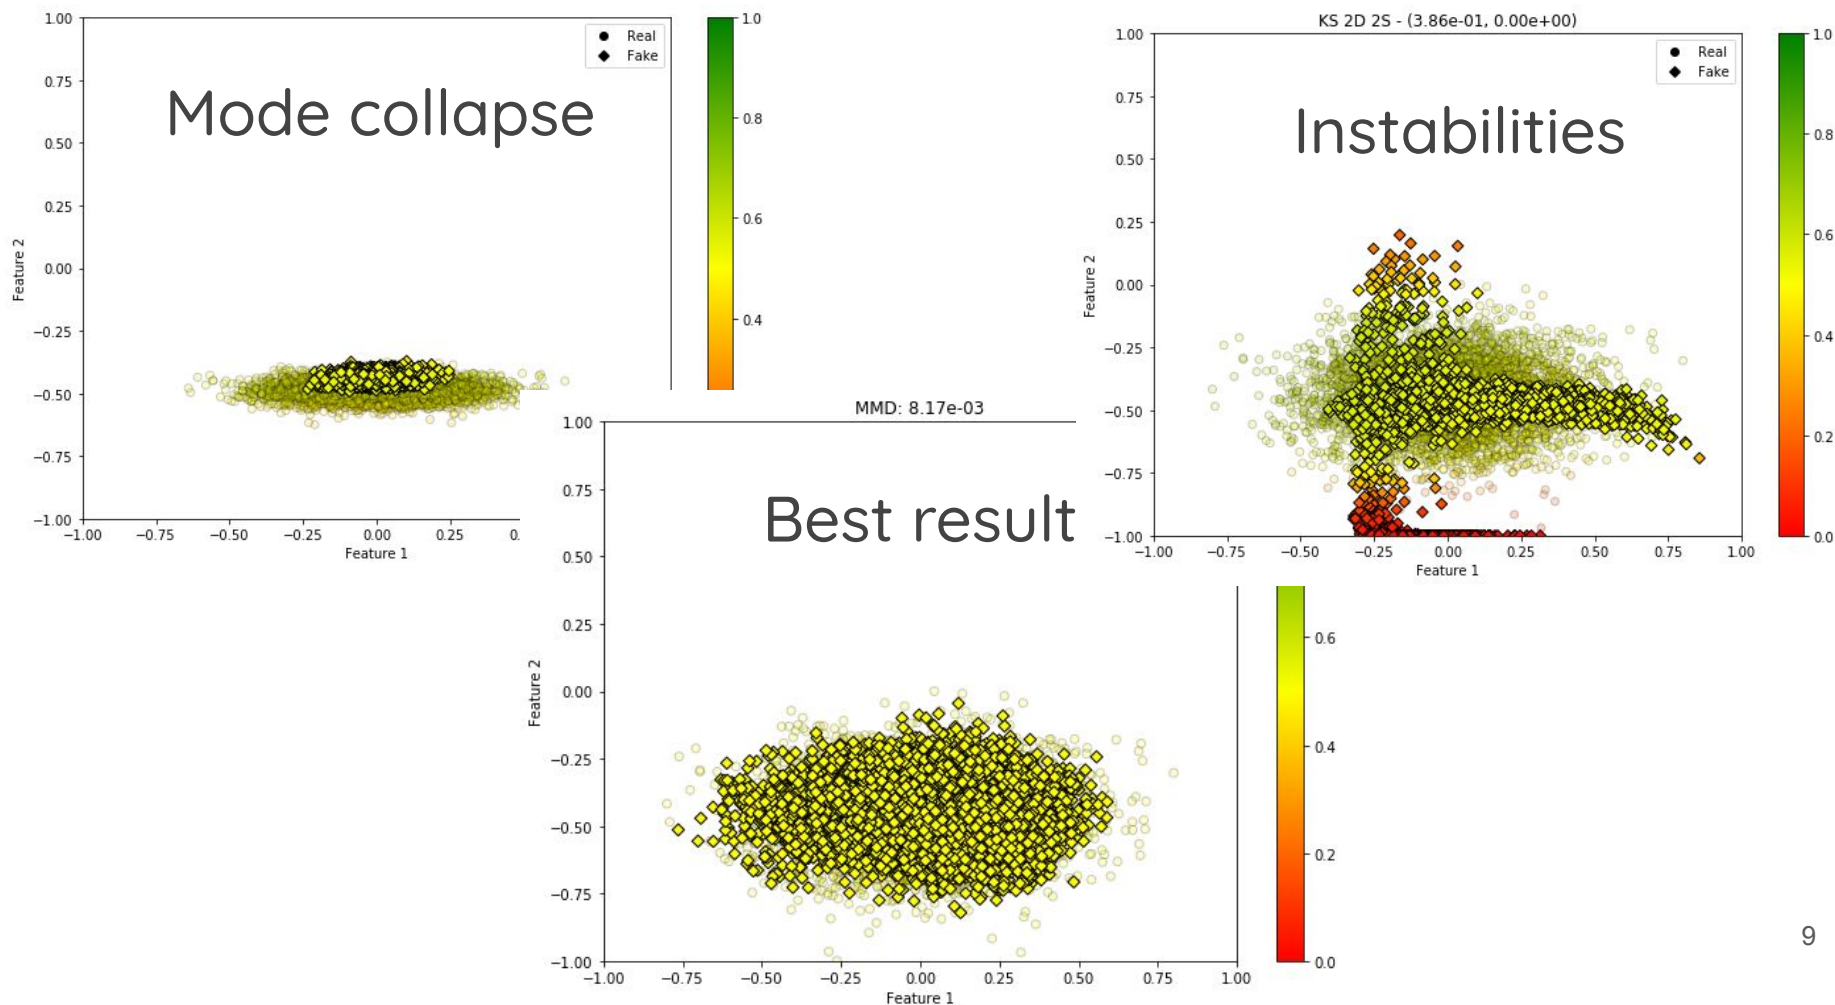 Mode collapse
Real
Fake
1.00
0.75
0.50
0.25
0.00
−0.25
−0.50
−0.75
−1.00
Feature 2
−1.00 −0.75 −0.50 −0.25 0.00 0.25 0.
Feature 1
1.0
0.8
0.6
0.4
KS 2D 2S - (3.86e-01, 0.00e+00)
Instabilities
Real
Fake
1.00
0.75
0.50
0.25
0.00
−0.25
−0.50
−0.75
−1.00
Feature 2
−1.00 −0.75 −0.50 −0.25 0.00 0.25 0.50 0.75 1.00
Feature 1
1.0
0.8
0.6
0.4
0.2
0.0
MMD: 8.17e-03
Best result
1.00
0.75
0.50
0.25
0.00
−0.25
−0.50
−0.75
−1.00
Feature 2
−1.00 −0.75 −0.50 −0.25 0.00 0.25 0.50 0.75 1.00
Feature 1
0.6
0.4
0.2
0.0
9